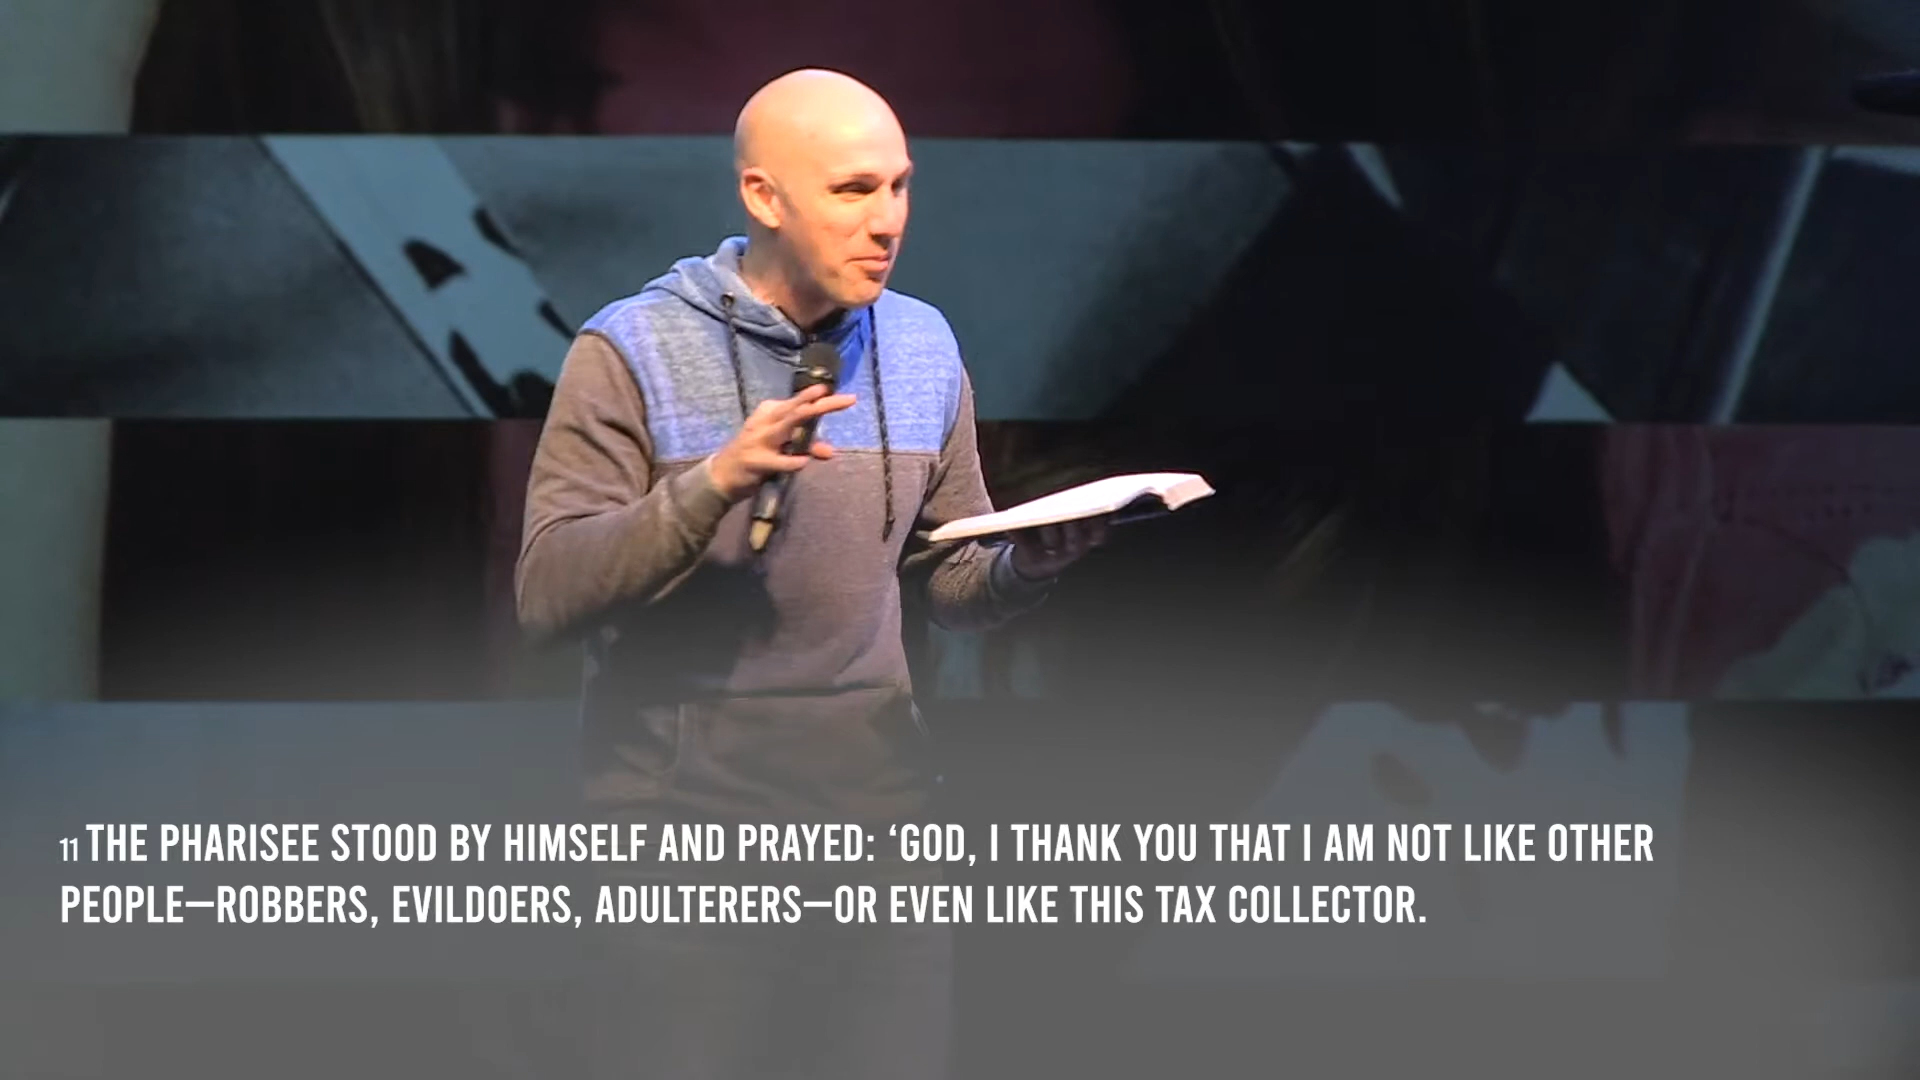 11 THE PHARISEE STOOD BY HIMSELF AND PRAYED: ‘GOD, I THANK YOU THAT I AM NOT LIKE OTHER
PEOPLE—ROBBERS, EVILDOERS, ADULTERERS—OR EVEN LIKE THIS TAX COLLECTOR.